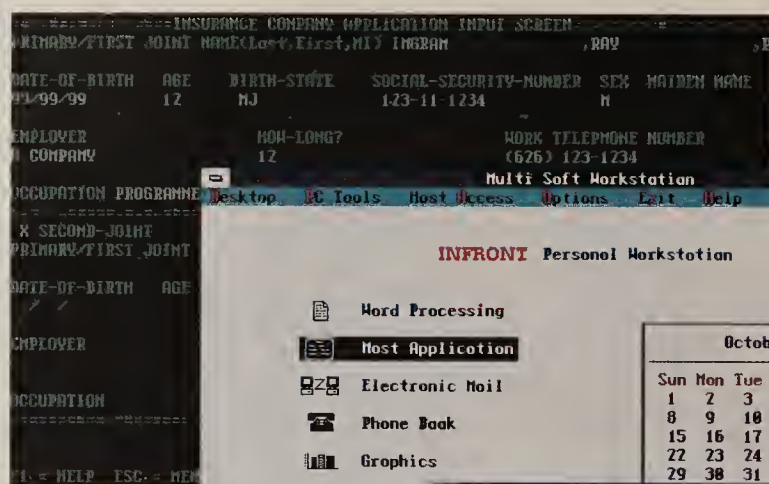 INSURANCE COMPANY APPLICATION INPUT SCREEN
PRIMARY/FIRST JOINT NAME(Last,First,MI) INGRAM ,RAY
DATE-OF-BIRTH AGE BIRTH-STATE SOCIAL-SECURITY-NUMBER SEX MAIDEN NAME
99/99/99 12 NJ 123-11-1234 M
EMPLOYER HOW-LONG? WORK TELEPHONE NUMBER
COMPANY 12 (626) 123-1234
OCCUPATION PROGRAMME
X SECOND-JOINT
PRIMARY/FIRST JOINT
DATE-OF-BIRTH AGE
/ /
EMPLOYER
OCCUPATION
F1 = HELP ESC = MEN
Multi Soft Workstation
Desktop PC Tools Host Access Options Exit Help
INFRONT Personal Workstation
Word Processing
Host Application
Electronic Mail
Phone Book
Graphics
Octob
Sun Mon Tue
1 2 3
8 9 10
15 16 17
22 23 24
29 30 31